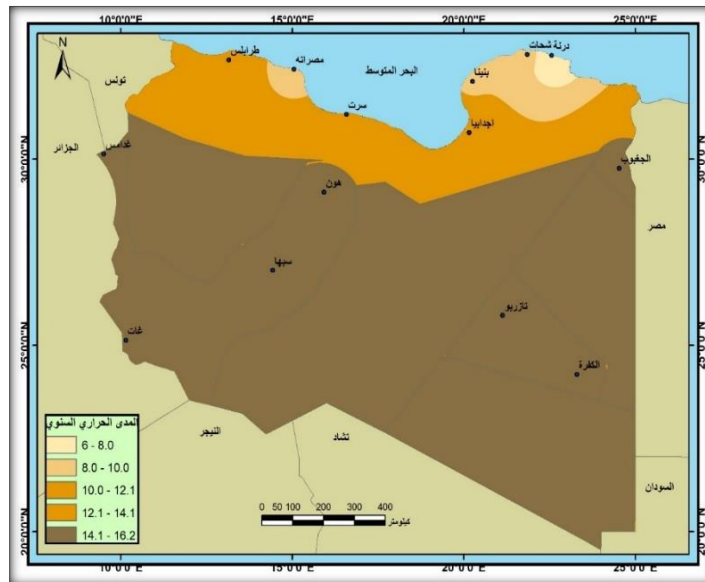 10°0'0"E
15°0'0"E
20°0'0"E
25°0'0"E
N
تونس
طرابلس
مصراته
البحر المتوسط
شحات
درنة
بنينا
سرت
اجدابيا
الجزائر
غدامس
30°0'0"N
30°0'0"N
الجغبوب
هون
مصر
سبها
تازربو
غات
25°0'0"N
25°0'0"N
الكفرة
المدى الحراري السنوي
6 - 8.0
8.0 - 10.0
10.0 - 12.1
12.1 - 14.1
14.1 - 16.2
النيجر
تشاد
السودان
0 50 100 200 300 400
كيلومتر
20°0'0"N
20°0'0"N
10°0'0"E
15°0'0"E
20°0'0"E
25°0'0"E